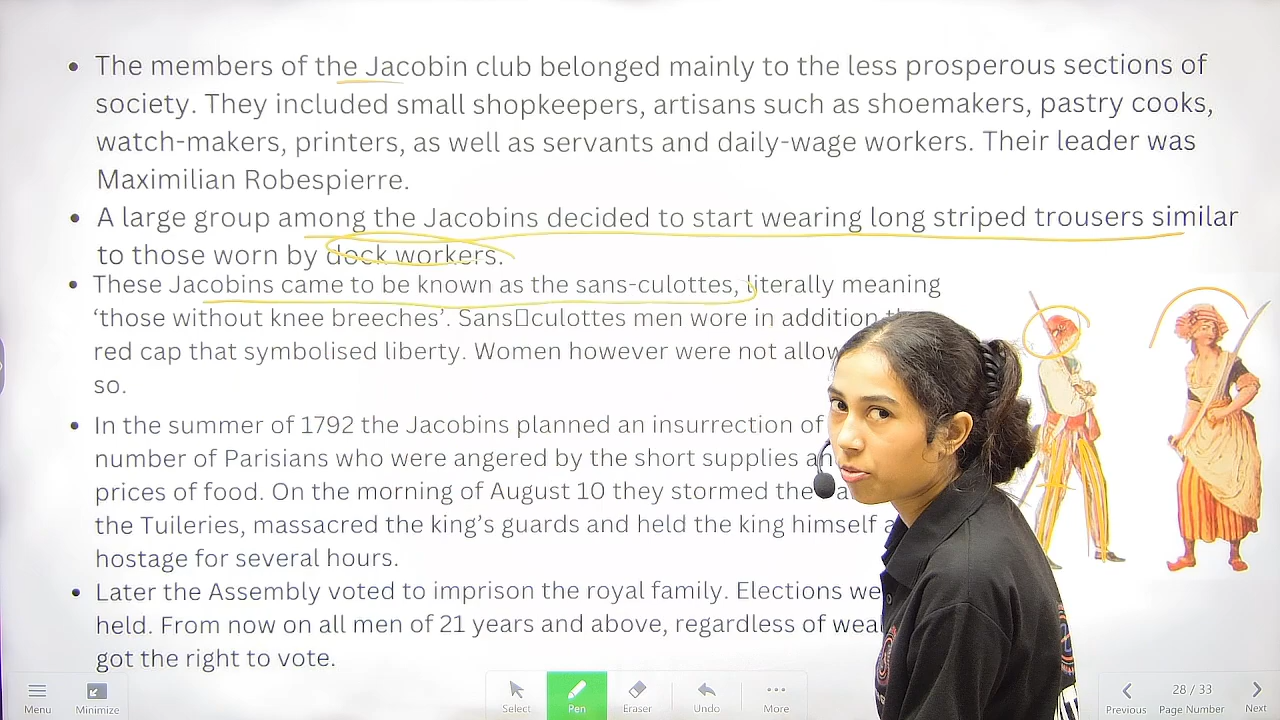 • The members of the Jacobin club belonged mainly to the less prosperous sections of
society. They included small shopkeepers, artisans such as shoemakers, pastry cooks,
watch-makers, printers, as well as servants and daily-wage workers. Their leader was
Maximilian Robespierre.
• A large group among the Jacobins decided to start wearing long striped trousers similar
to those worn by dock workers.
• These Jacobins came to be known as the sans-culottes, literally meaning
‘those without knee breeches’. Sans□culottes men wore in addition
red cap that symbolised liberty. Women however were not
so.
• In the summer of 1792 the Jacobins planned an insurrection of
number of Parisians who were angered by the short supplies
prices of food. On the morning of August 10 they stormed the
the Tuileries, massacred the king’s guards and held the king himself
hostage for several hours.
• Later the Assembly voted to imprison the royal family. Elections
held. From now on all men of 21 years and above, regardless of
got the right to vote.
Menu Minimize Select Pen Eraser Undo More Previous 28 / 33 Page Number Next